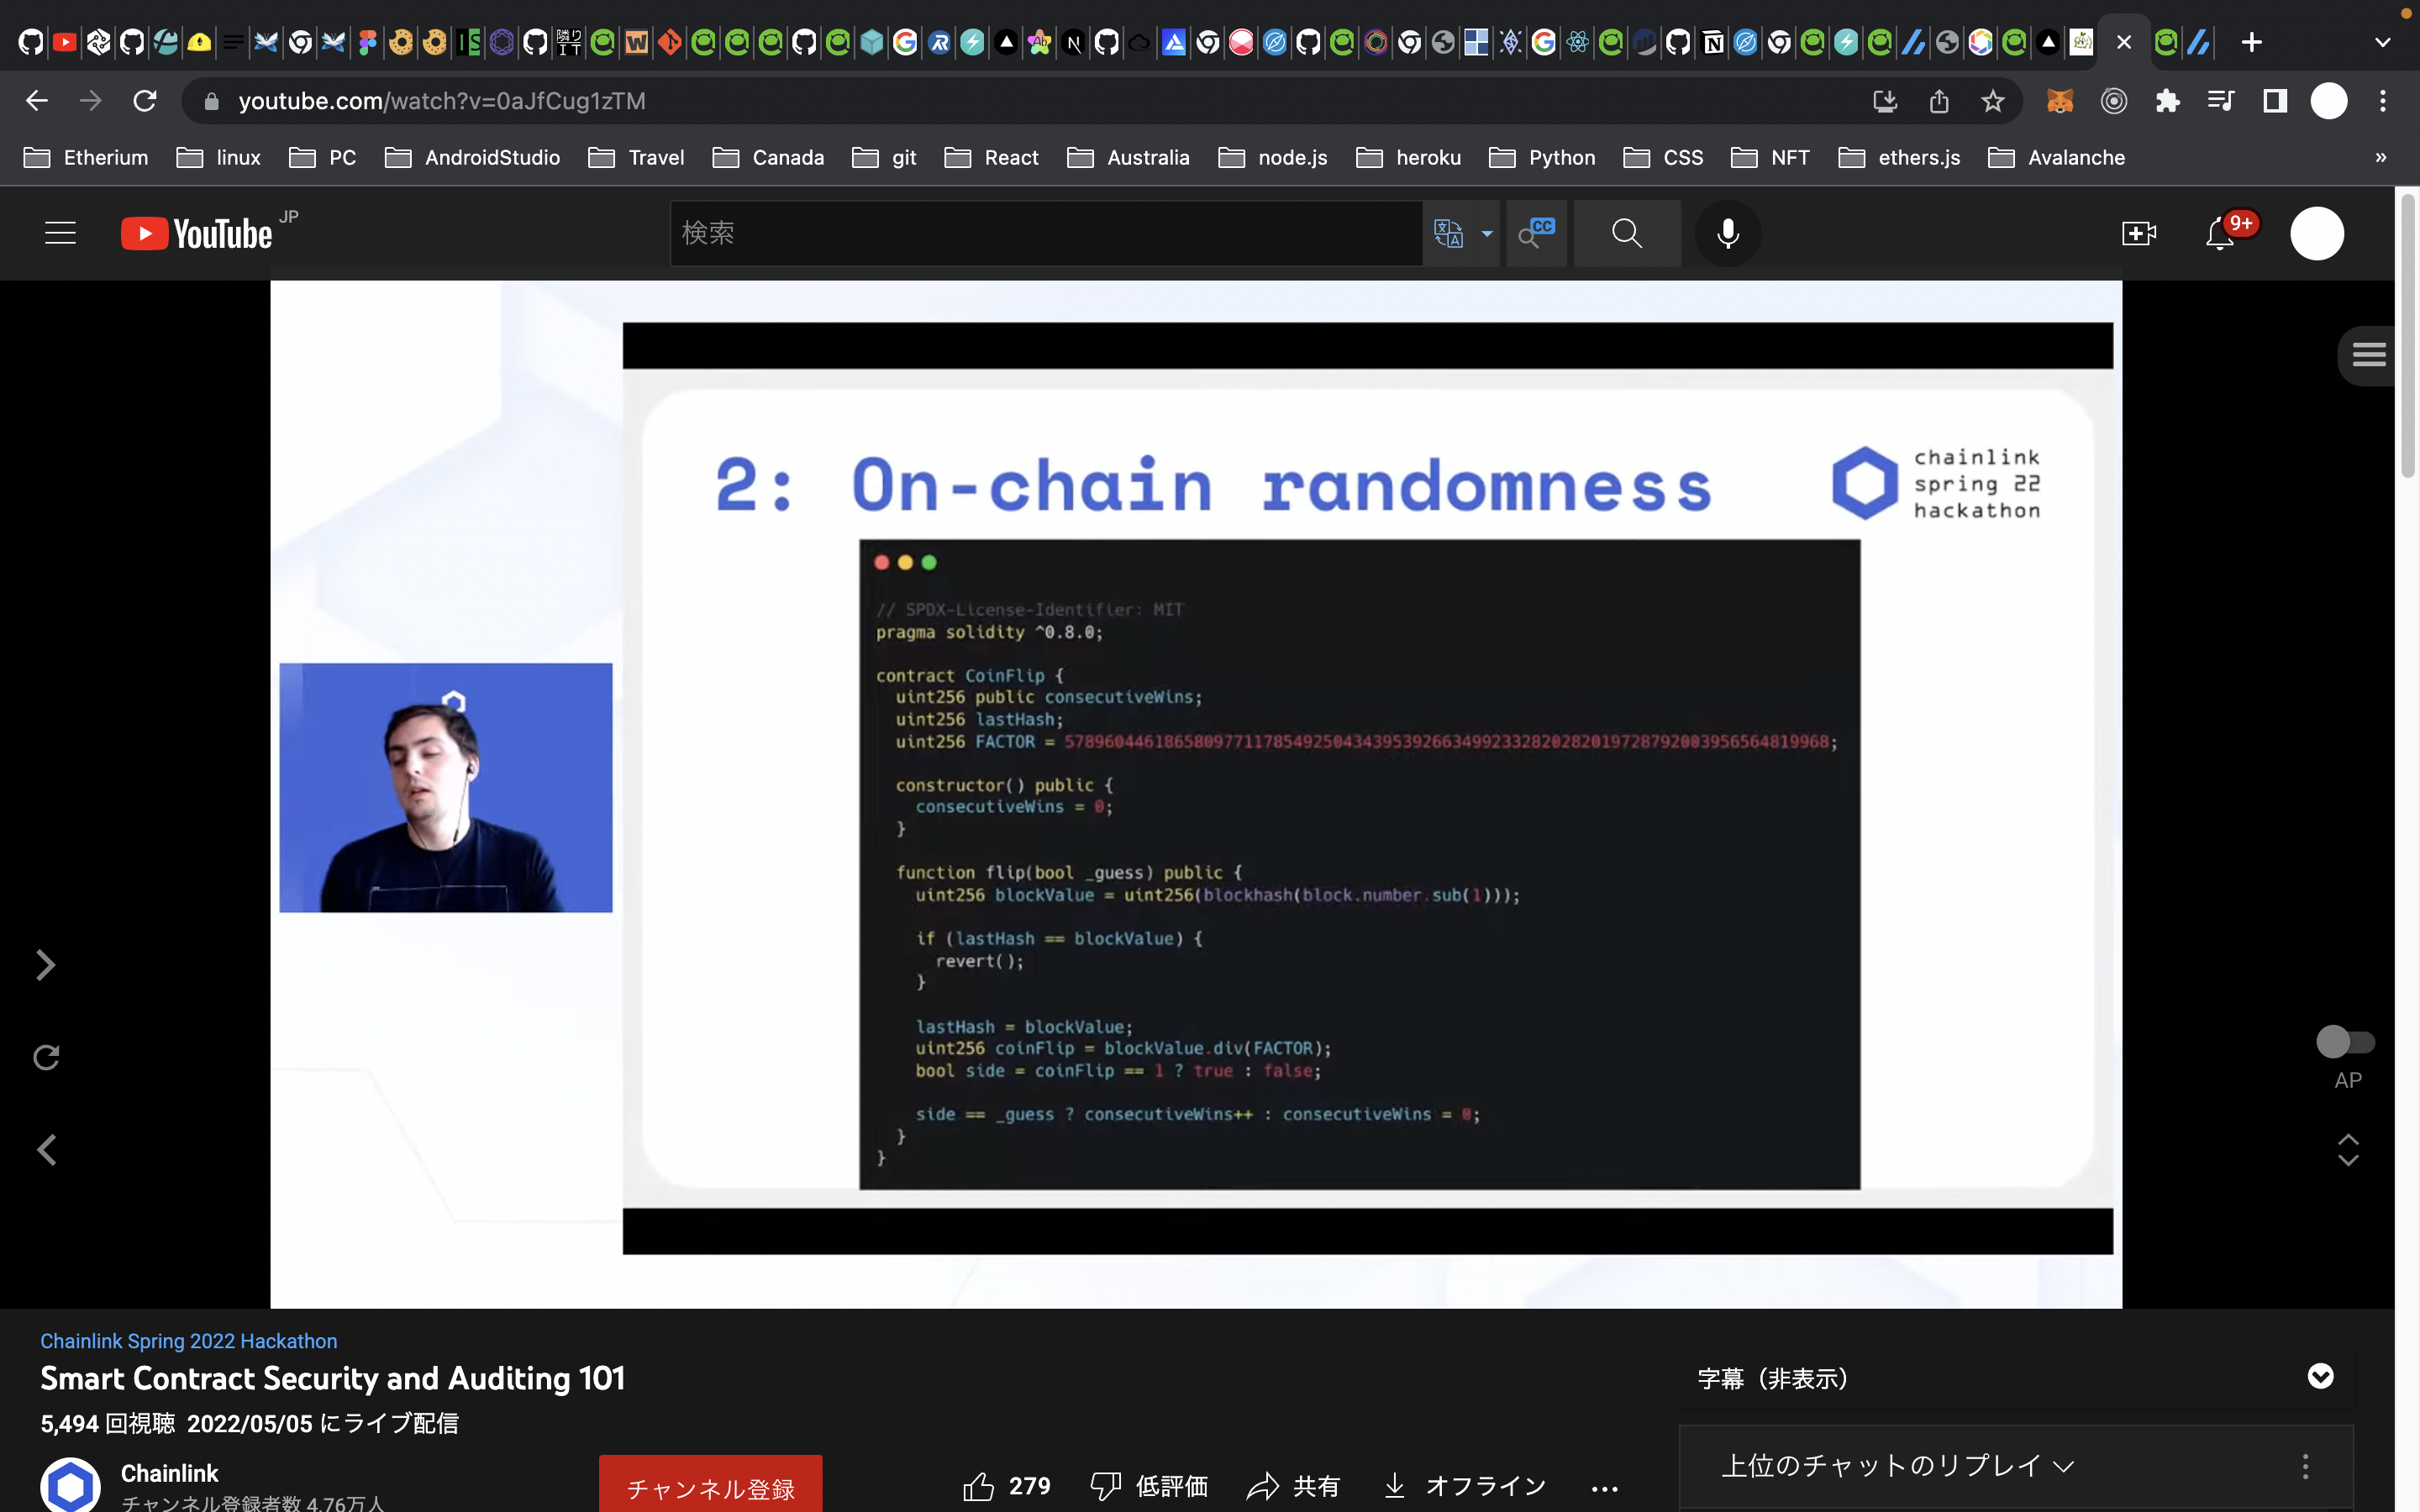 youtube.com/watch?v=0aJfCug1zTM
Etherium linux PC AndroidStudio Travel Canada git React Australia node.js heroku Python CSS NFT ethers.js Avalanche »
YouTube JP
検索
CC
9+
2: On-chain randomness
chainlink
spring 22
hackathon
// SPDX-License-Identifier: MIT
pragma solidity ^0.8.0;
contract CoinFlip {
uint256 public consecutiveWins;
uint256 lastHash;
uint256 FACTOR = 57896044618658097711785492504343953926634992332820282019728792003956564819968;
constructor() public {
consecutiveWins = 0;
}
function flip(bool _guess) public {
uint256 blockValue = uint256(blockhash(block.number.sub(1)));
if (lastHash == blockValue) {
revert();
}
lastHash = blockValue;
uint256 coinFlip = blockValue.div(FACTOR);
bool side = coinFlip == 1 ? true : false;
side == _guess ? consecutiveWins++ : consecutiveWins = 0;
}
}
AP
Chainlink Spring 2022 Hackathon
Smart Contract Security and Auditing 101
5,494 回視聴 2022/05/05 にライブ配信
Chainlink
チャンネル登録者数 4.76万人
チャンネル登録
279
低評価
共有
オフライン
字幕（非表示）
上位のチャットのリプレイ